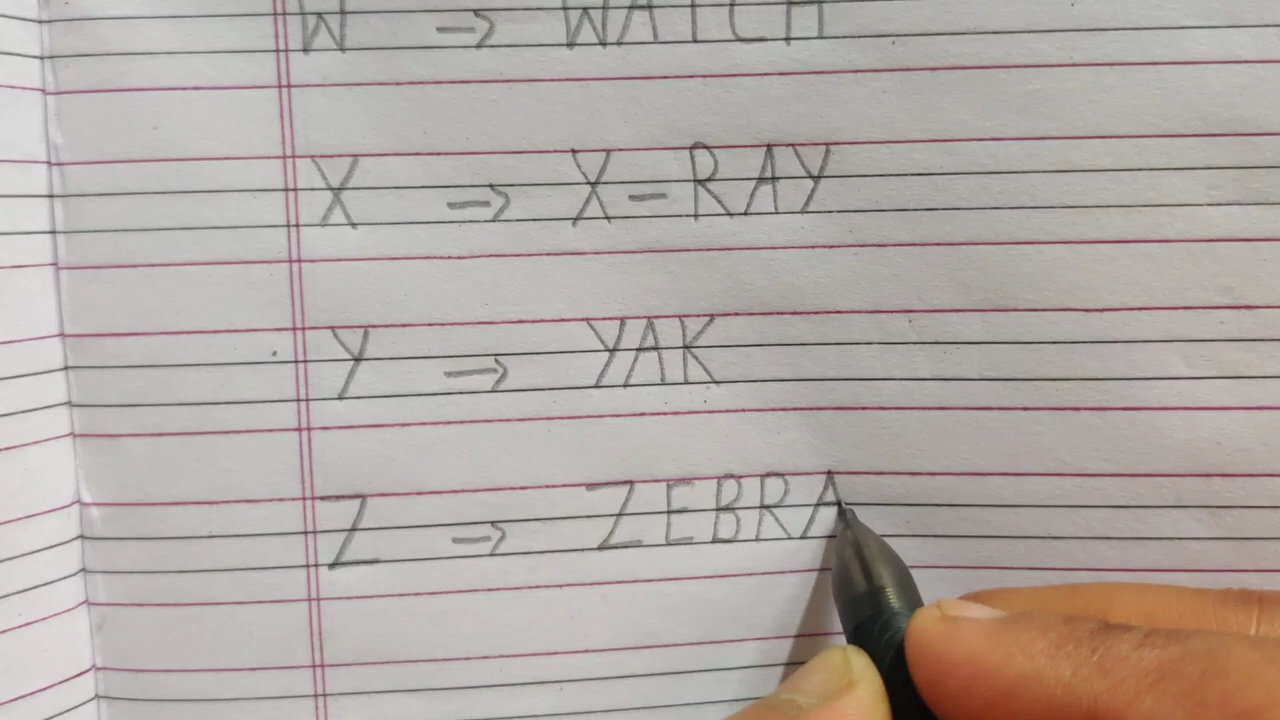 W → WATCH
X → X-RAY
Y → YAK
Z → ZEBRA